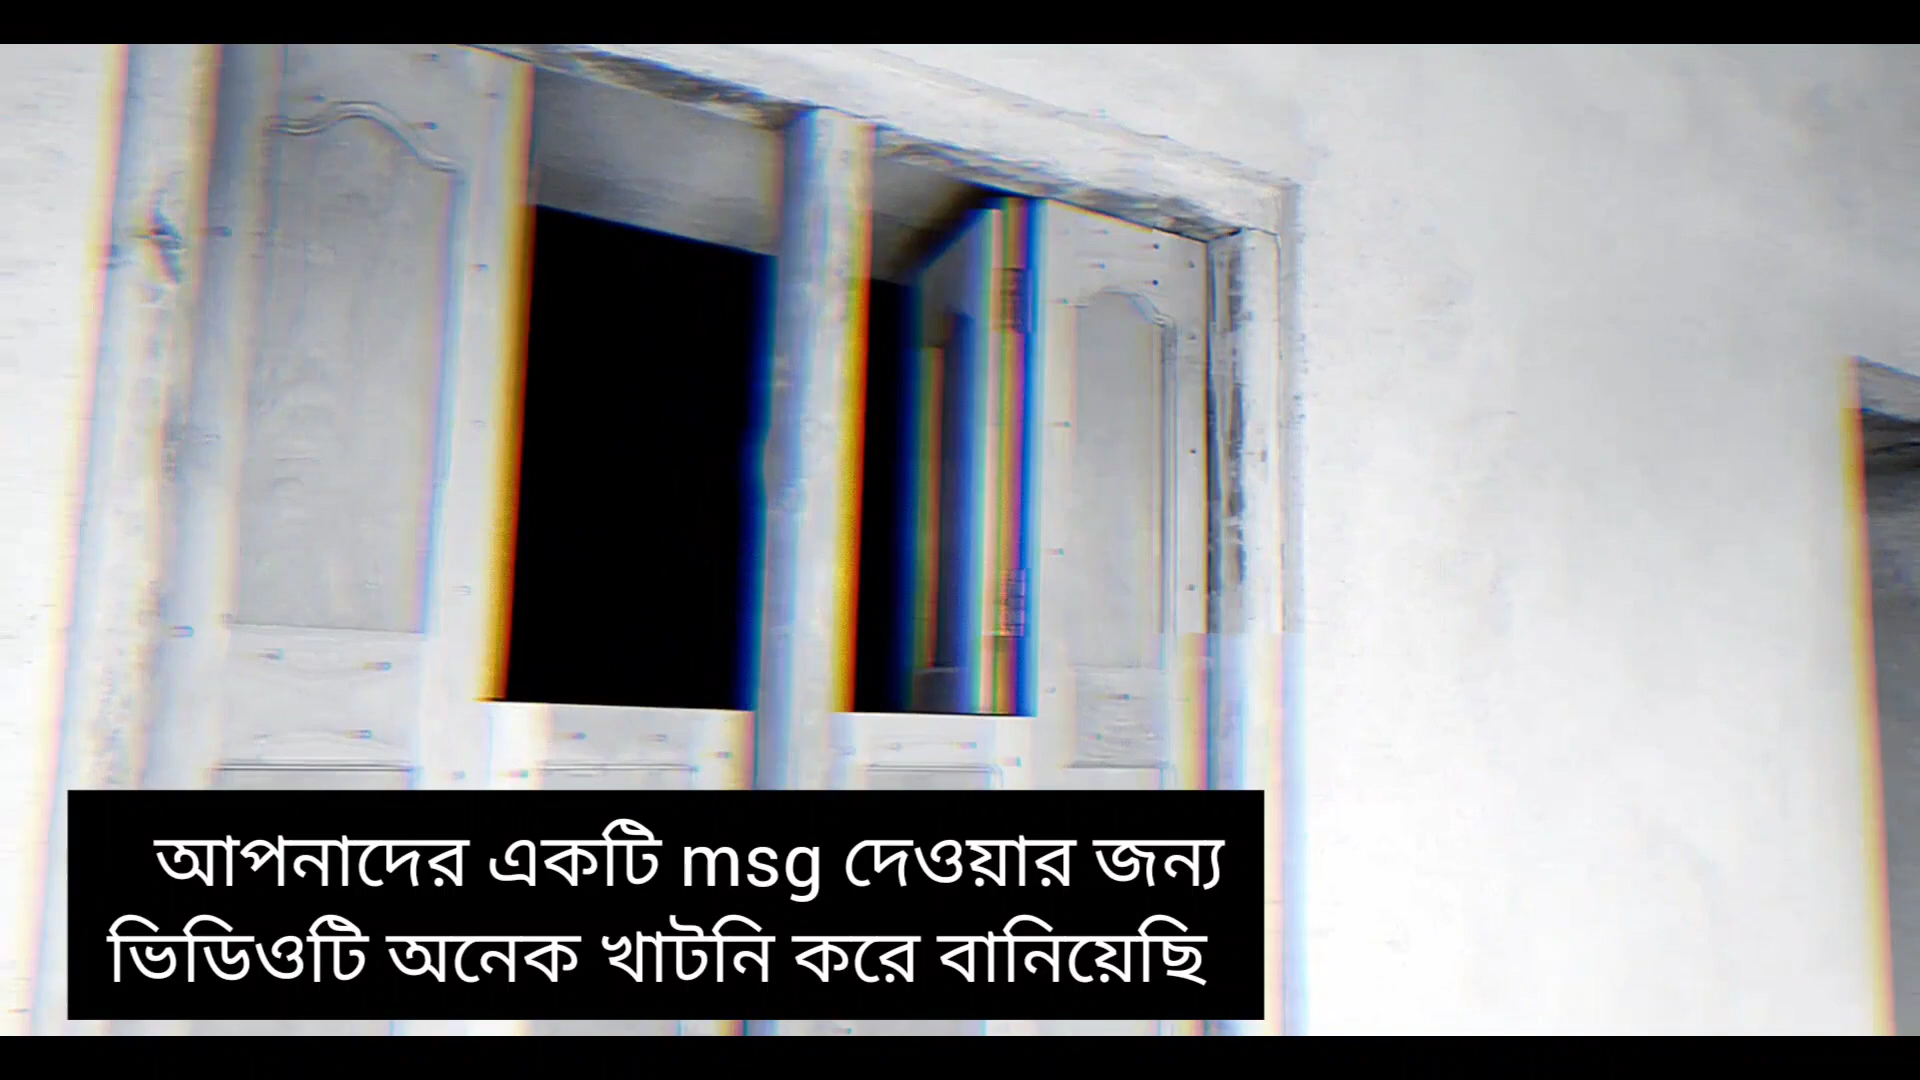 আপনাদের একটি msg দেওয়ার জন্য
ভিডিওটি অনেক খাটনি করে বানিয়েছি